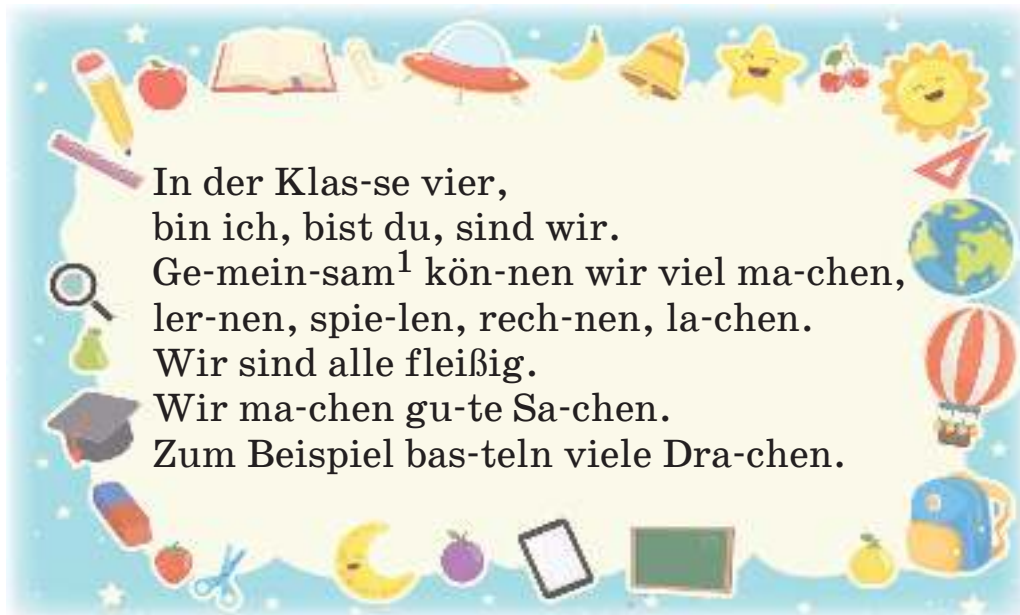 In der Klas-se vier,
bin ich, bist du, sind wir.
Ge-mein-sam¹ kön-nen wir viel ma-chen,
ler-nen, spie-len, rech-nen, la-chen.
Wir sind alle fleißig.
Wir ma-chen gu-te Sa-chen.
Zum Beispiel bas-teln viele Dra-chen.